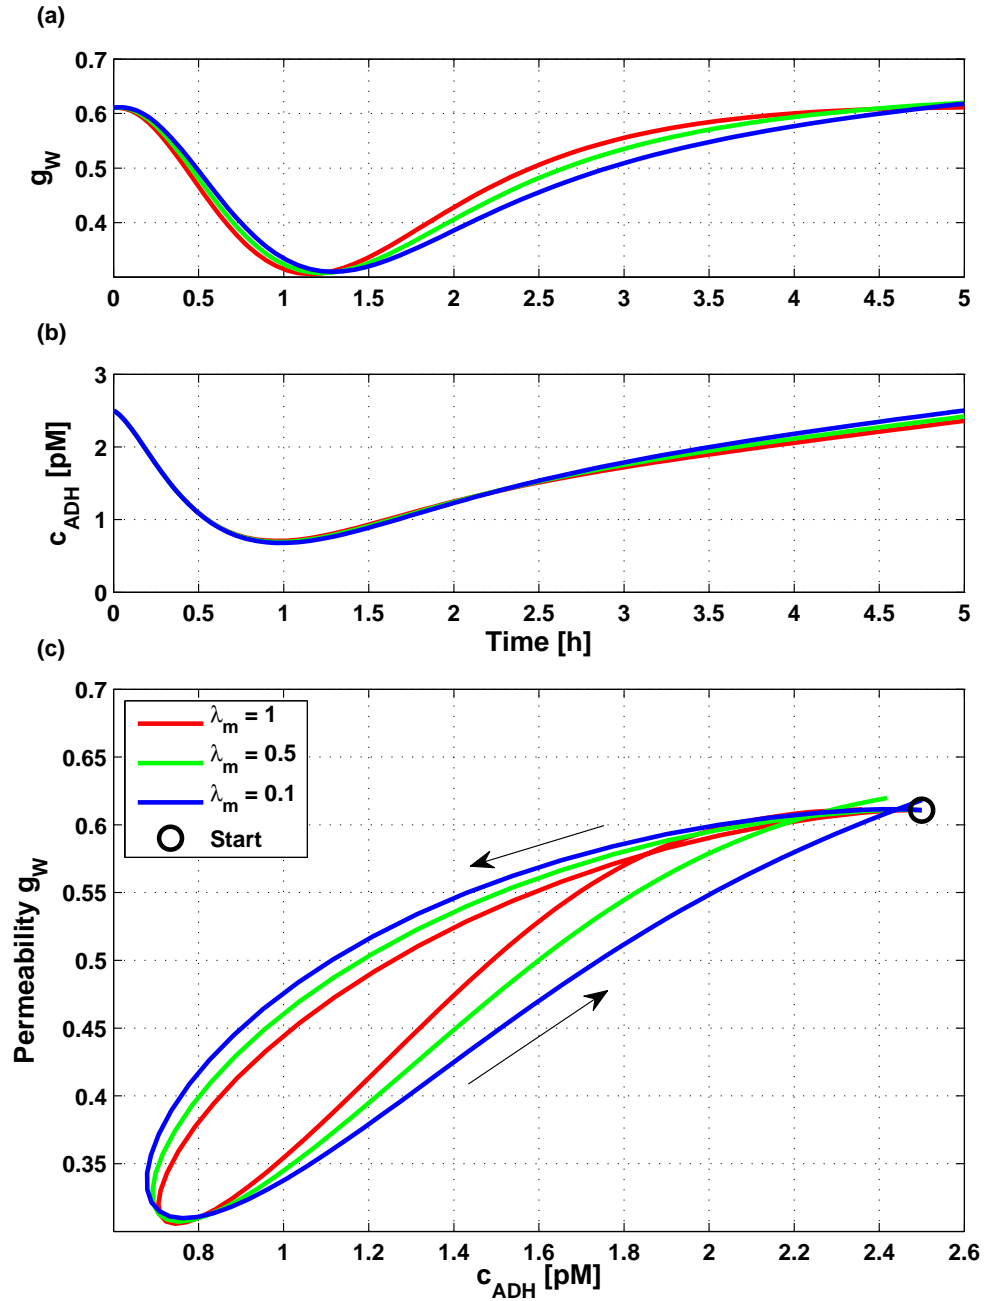 (a)
0.7
0.6
0.5
0.4
g_W
0 0.5 1 1.5 2 2.5 3 3.5 4 4.5 5
(b)
3
2
1
0
c_ADH [pM]
0 0.5 1 1.5 2 2.5 3 3.5 4 4.5 5
Time [h]
(c)
0.7
0.65
0.6
0.55
0.5
0.45
0.4
0.35
Permeability g_W
λ_m = 1
λ_m = 0.5
λ_m = 0.1
Start
0.8 1 1.2 1.4 1.6 1.8 2 2.2 2.4 2.6
c_ADH [pM]